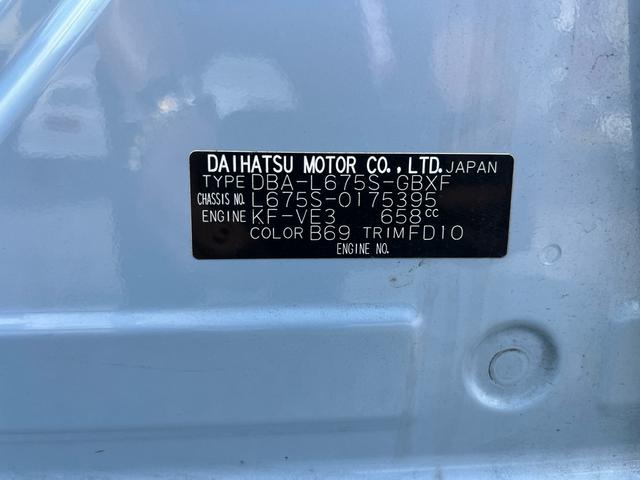 DAIHATSU MOTOR CO., LTD. JAPAN
TYPE DBA-L675S-GBXF
CHASSIS NO. L675S-0175395
ENGINE KF-VE3 658cc
COLOR B69 TRIM FD10
ENGINE NO.